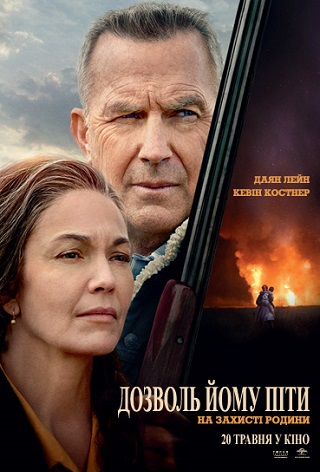 ДАЯН ЛЕЙН
КЕВІН КОСТНЕР
ДОЗВОЛЬ ЙОМУ ПІТИ
НА ЗАХИСТІ РОДИНИ
20 ТРАВНЯ У КІНО